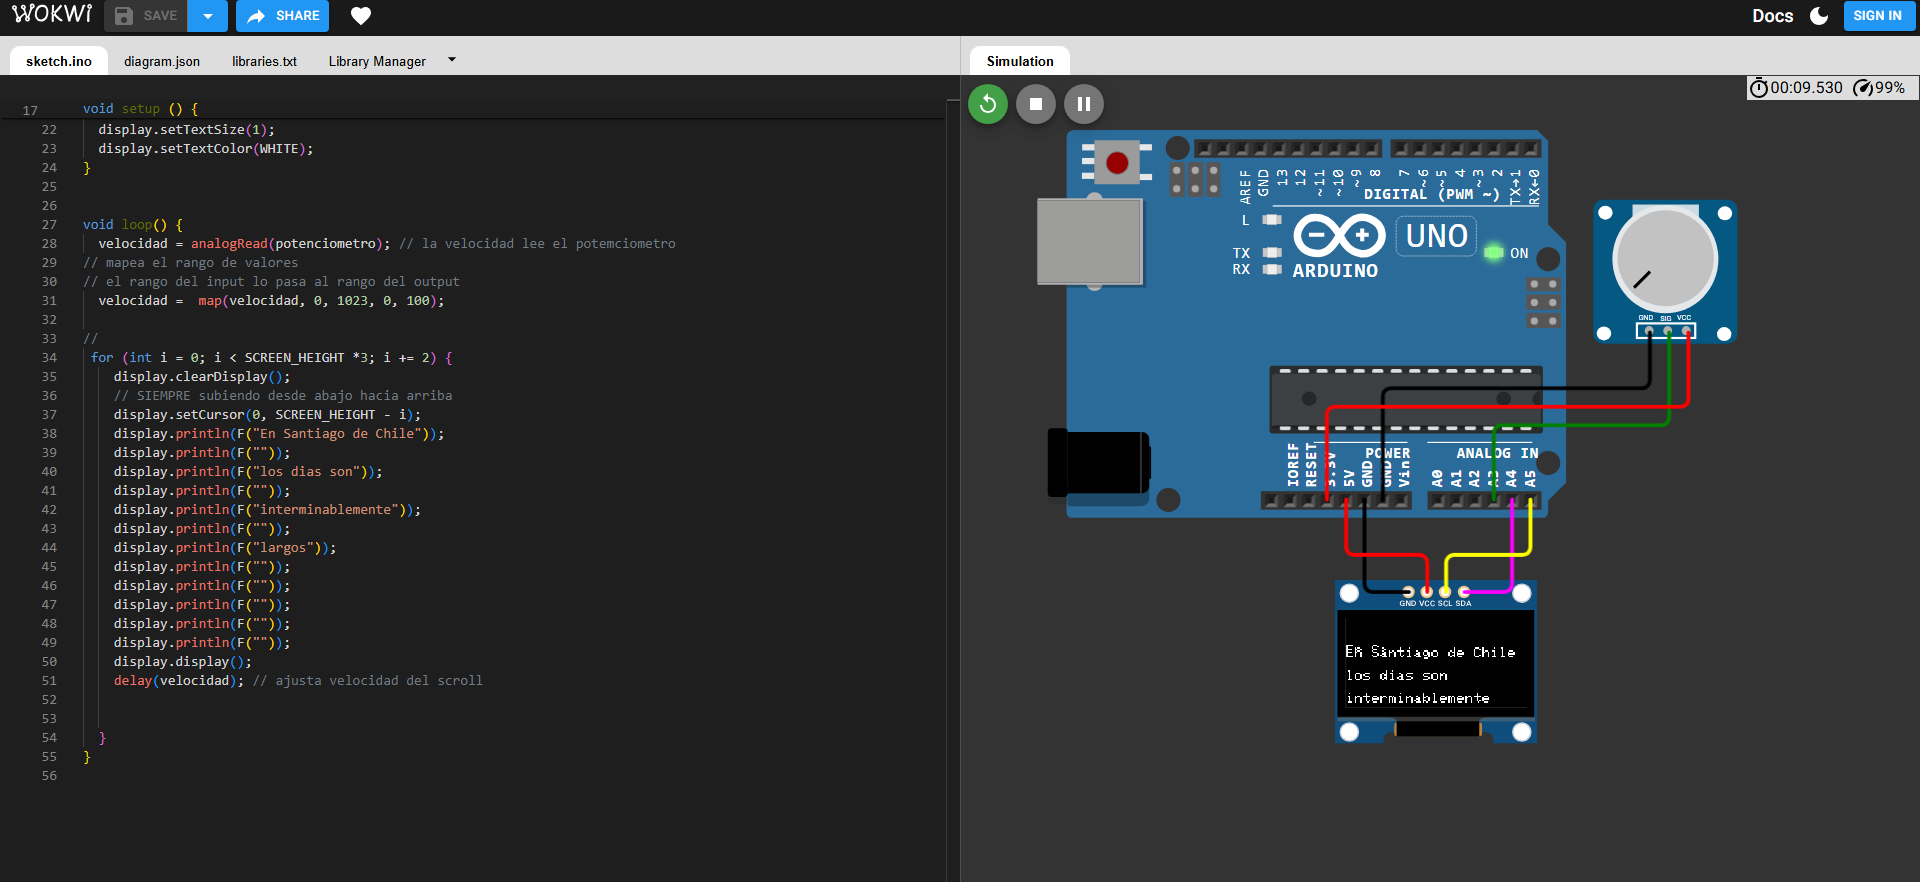 WOKWI
SAVE
SHARE
Docs
SIGN IN
sketch.ino
diagram.json
libraries.txt
Library Manager
Simulation
17 void setup () {
22 display.setTextSize(1);
23 display.setTextColor(WHITE);
24 }
25
26
27 void loop() {
28 velocidad = analogRead(potenciometro); // la velocidad lee el potemciometro
29 // mapea el rango de valores
30 // el rango del input lo pasa al rango del output
31 velocidad =  map(velocidad, 0, 1023, 0, 100);
32
33 //
34 for (int i = 0; i < SCREEN_HEIGHT *3; i += 2) {
35 display.clearDisplay();
36 // SIEMPRE subiendo desde abajo hacia arriba
37 display.setCursor(0, SCREEN_HEIGHT - i);
38 display.println(F("En Santiago de Chile"));
39 display.println(F(""));
40 display.println(F("los dias son"));
41 display.println(F(""));
42 display.println(F("interminablemente"));
43 display.println(F(""));
44 display.println(F("largos"));
45 display.println(F(""));
46 display.println(F(""));
47 display.println(F(""));
48 display.println(F(""));
49 display.println(F(""));
50 display.display();
51 delay(velocidad); // ajusta velocidad del scroll
52
53
54 }
55 }
56
00:09.530
99%
AREF
GND
13
12
~11
~10
~9
8
7
~6
~5
4
~3
2
TX→1
RX←0
DIGITAL (PWM ~)
L
TX
RX
ARDUINO
UNO
ON
GND SIG VCC
IOREF
RESET
3.3V
5V
GND
GND
Vin
POWER
ANALOG IN
A0
A1
A2
A3
A4
A5
GND VCC SCL SDA
En Santiago de Chile
los dias son
interminablemente